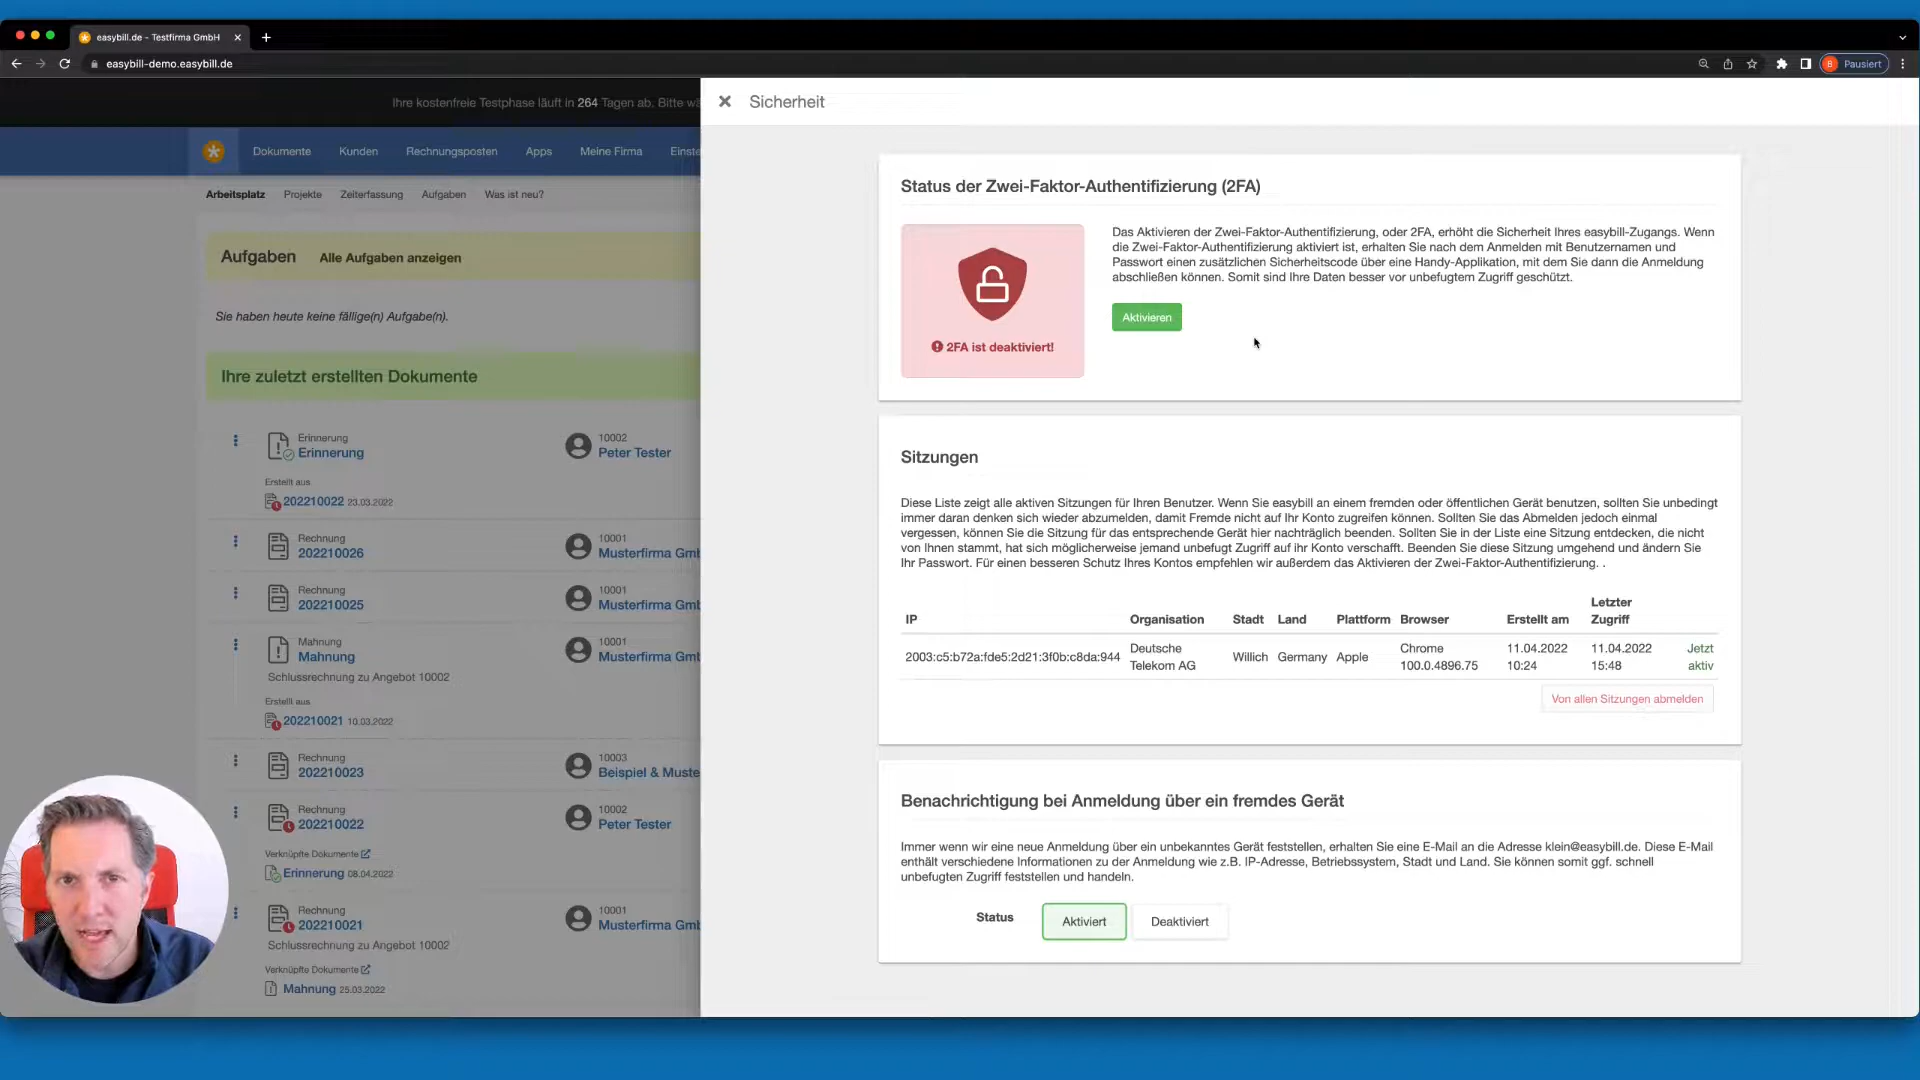 easybill.de - Testfirma GmbH
easybill-demo.easybill.de
B Pausiert
Ihre kostenfreie Testphase läuft in 264 Tagen ab. Bitte
Dokumente Kunden Rechnungsposten Apps Meine Firma Einste
Arbeitsplatz Projekte Zeiterfassung Aufgaben Was ist neu?
Aufgaben Alle Aufgaben anzeigen
Sie haben heute keine fällige(n) Aufgabe(n).
Ihre zuletzt erstellten Dokumente
Erinnerung
Erinnerung
10002
Peter Tester
Erstellt aus
202210022 23.03.2022
Rechnung
202210026
10001
Musterfirma Gmb
Rechnung
202210025
10001
Musterfirma Gmb
Mahnung
Mahnung
10001
Musterfirma Gmb
Schlussrechnung zu Angebot 10002
Erstellt aus
202210021 10.03.2022
Rechnung
202210023
10003
Beispiel & Muste
Rechnung
202210022
10002
Peter Tester
Verknüpfte Dokumente
Erinnerung 08.04.2022
Rechnung
202210021
10001
Musterfirma Gmb
Schlussrechnung zu Angebot 10002
Verknüpfte Dokumente
Mahnung 25.03.2022
Sicherheit
Status der Zwei-Faktor-Authentifizierung (2FA)
2FA ist deaktiviert!
Das Aktivieren der Zwei-Faktor-Authentifizierung, oder 2FA, erhöht die Sicherheit Ihres easybill-Zugangs. Wenn
die Zwei-Faktor-Authentifizierung aktiviert ist, erhalten Sie nach dem Anmelden mit Benutzernamen und
Passwort einen zusätzlichen Sicherheitscode über eine Handy-Applikation, mit dem Sie dann die Anmeldung
abschließen können. Somit sind Ihre Daten besser vor unbefugtem Zugriff geschützt.
Aktivieren
Sitzungen
Diese Liste zeigt alle aktiven Sitzungen für Ihren Benutzer. Wenn Sie easybill an einem fremden oder öffentlichen Gerät benutzen, sollten Sie unbedingt
immer daran denken sich wieder abzumelden, damit Fremde nicht auf Ihr Konto zugreifen können. Sollten Sie das Abmelden jedoch einmal
vergessen, können Sie die Sitzung für das entsprechende Gerät hier nachträglich beenden. Sollten Sie in der Liste eine Sitzung entdecken, die nicht
von Ihnen stammt, hat sich möglicherweise jemand unbefugt Zugriff auf ihr Konto verschafft. Beenden Sie diese Sitzung umgehend und ändern Sie
Ihr Passwort. Für einen besseren Schutz Ihres Kontos empfehlen wir außerdem das Aktivieren der Zwei-Faktor-Authentifizierung. .
IP Organisation Stadt Land Plattform Browser Erstellt am Letzter Zugriff
2003:c5:b72a:fde5:2d21:3f0b:c8da:944 Deutsche Telekom AG Willich Germany Apple Chrome 100.0.4896.75 11.04.2022 10:24 11.04.2022 15:48 Jetzt aktiv
Von allen Sitzungen abmelden
Benachrichtigung bei Anmeldung über ein fremdes Gerät
Immer wenn wir eine neue Anmeldung über ein unbekanntes Gerät feststellen, erhalten Sie eine E-Mail an die Adresse klein@easybill.de. Diese E-Mail
enthält verschiedene Informationen zu der Anmeldung wie z.B. IP-Adresse, Betriebssystem, Stadt und Land. Sie können somit ggf. schnell
unbefugten Zugriff feststellen und handeln.
Status Aktiviert Deaktiviert